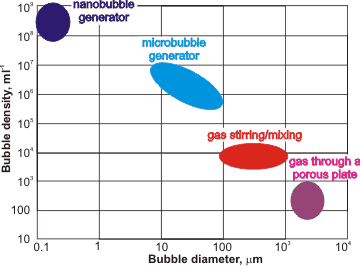 nanobubble
generator
microbubble
generator
gas stirring/mixing
gas through a
porous plate
Bubble density, ml⁻¹
10⁹
10⁸
10⁷
10⁶
10⁵
10⁴
10³
100
10
0.1 1 10 100 10³ 10⁴
Bubble diameter, µm